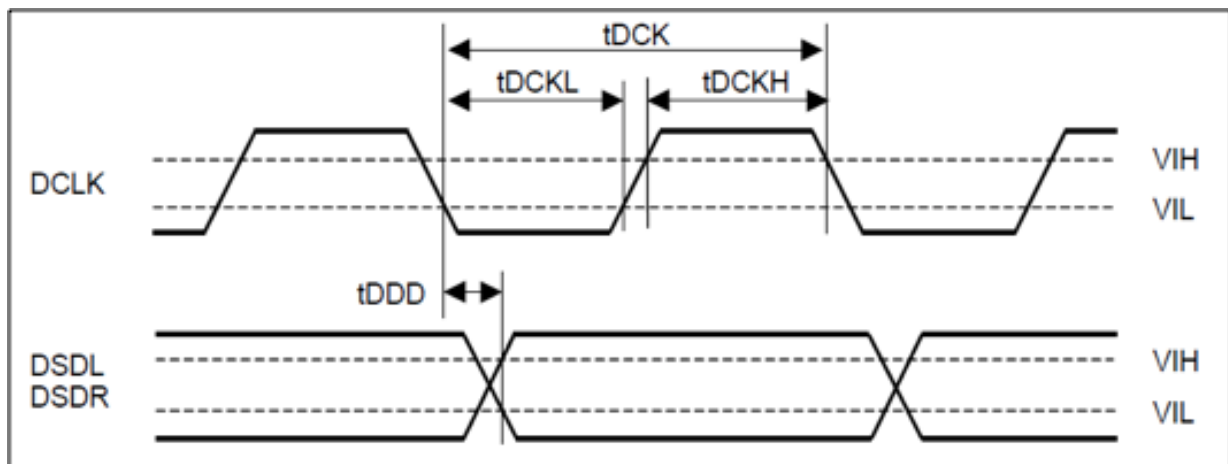 tDCK
tDCKL tDCKH
DCLK
VIH
VIL
tDDD
DSDL
DSDR
VIH
VIL